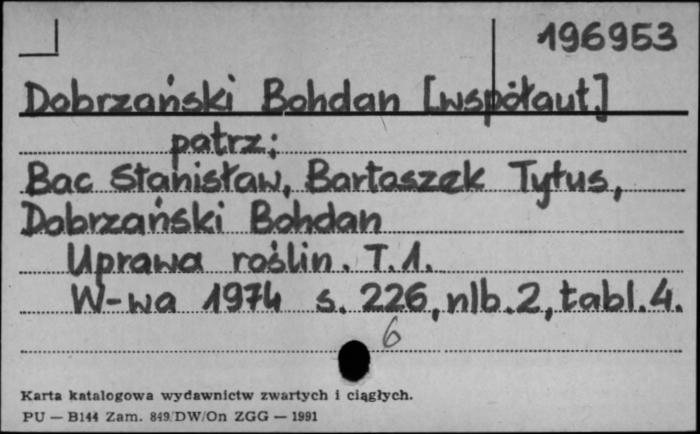 196953
Dobrzański Bohdan [współaut.]
patrz:
Bac Stanisław, Bartoszek Tytus,
Dobrzański Bohdan
Uprawa roślin. T.1.
W-wa 1974 s. 226, nlb.2, tabl.4.
6
Karta katalogowa wydawnictw zwartych i ciągłych.
PU — B144 Zam. 849/DW/On ZGG — 1991